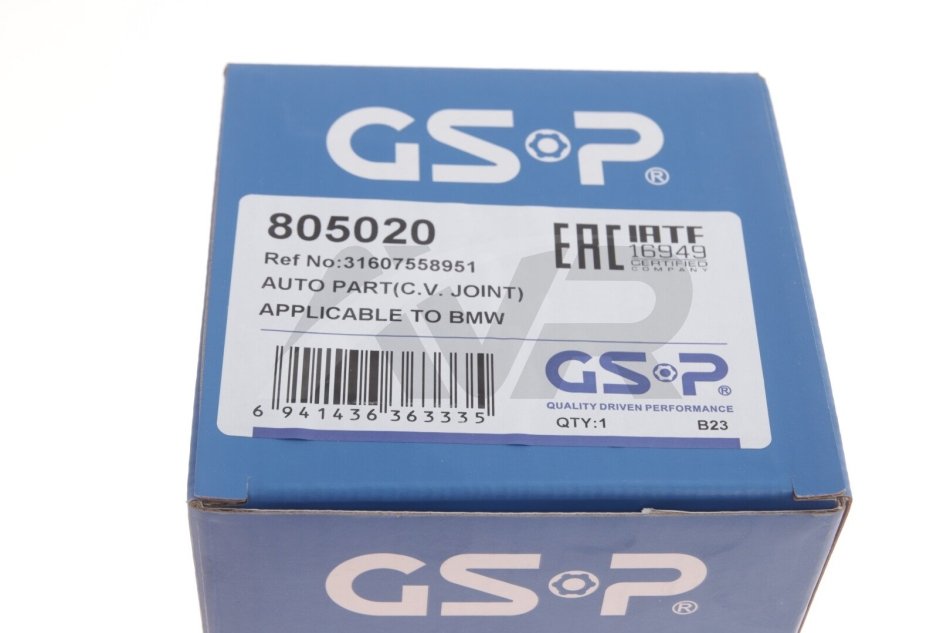 GS·P®
805020
Ref No:31607558951
AUTO PART(C.V. JOINT)
APPLICABLE TO BMW
EAC
IATF
16949
CERTIFIED
COMPANY
VR
6 941436 363335
GS·P®
QUALITY DRIVEN PERFORMANCE
QTY:1 B23
GS·P®